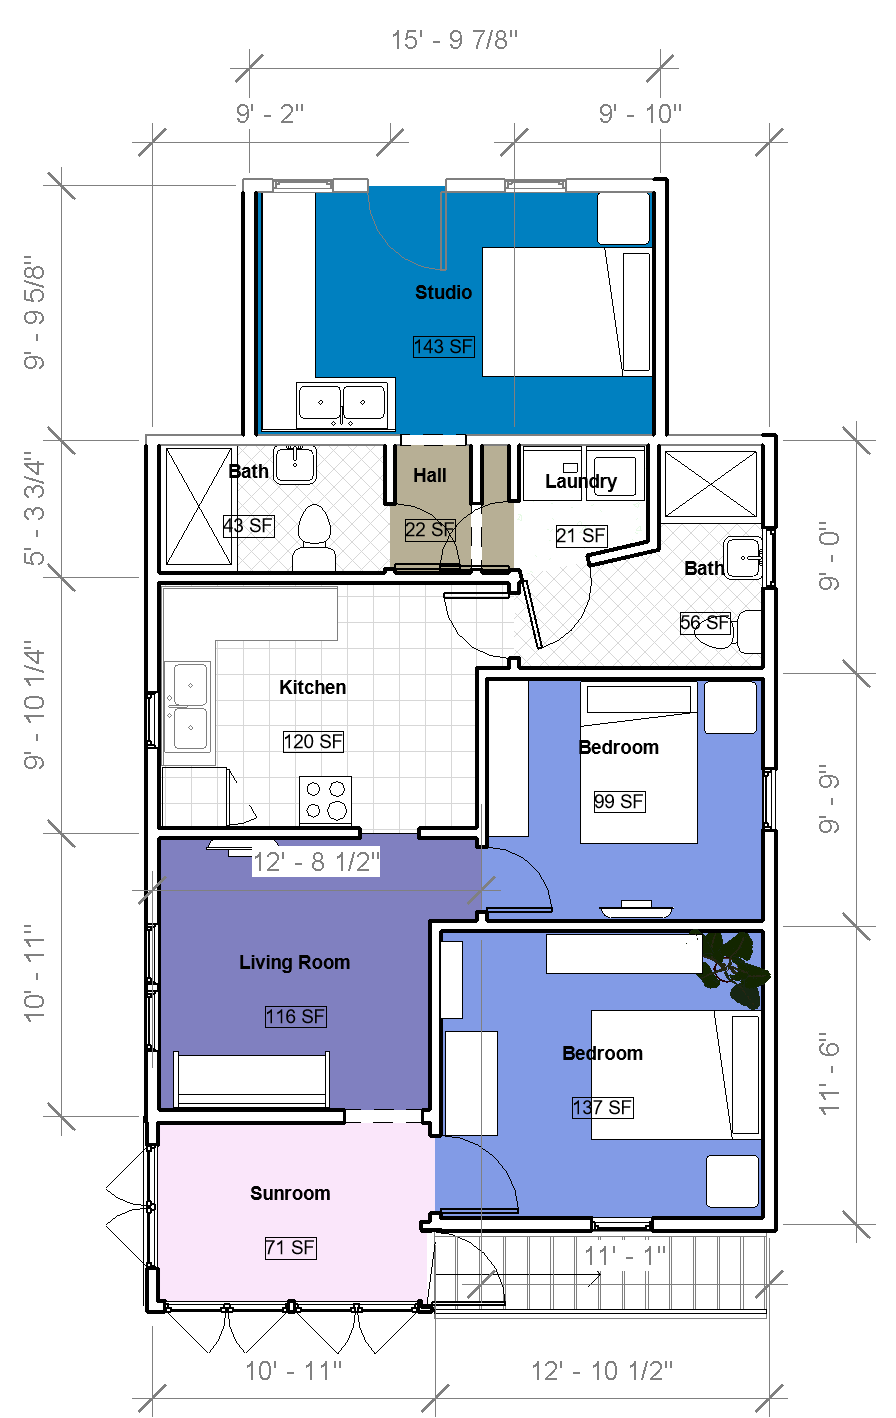 15' - 9 7/8"
9' - 2"
9' - 10"
9' - 9 5/8"
Studio
143 SF
5' - 3 3/4"
Bath
43 SF
Hall
22 SF
Laundry
21 SF
9' - 0"
Bath
56 SF
9' - 10 1/4"
Kitchen
120 SF
Bedroom
99 SF
9' - 9"
12' - 8 1/2"
10' - 11"
Living Room
116 SF
Bedroom
137 SF
11' - 6"
Sunroom
71 SF
11' - 1"
10' - 11"
12' - 10 1/2"